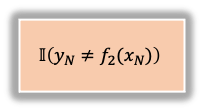 𝕀(y_N ≠ f_2(x_N))